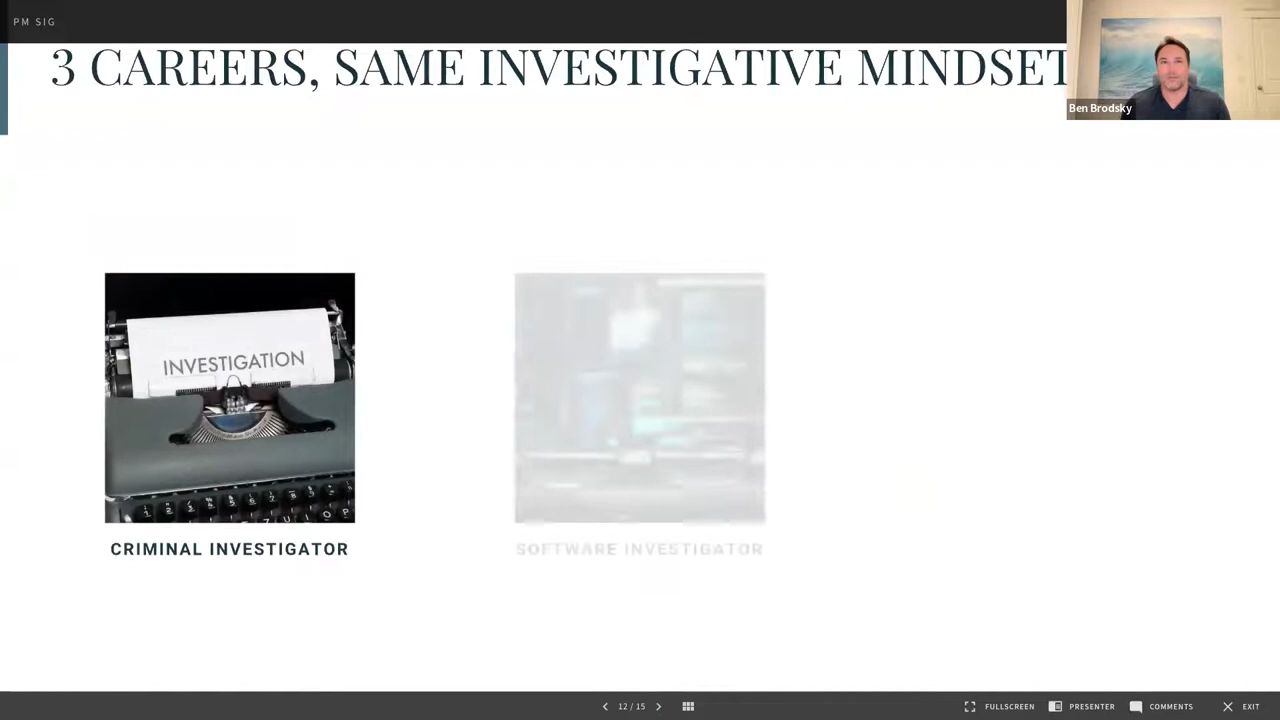 PM SIG
3 CAREERS, SAME INVESTIGATIVE MINDSET
Ben Brodsky
INVESTIGATION
CRIMINAL INVESTIGATOR
SOFTWARE INVESTIGATOR
12 / 15
FULLSCREEN
PRESENTER
COMMENTS
EXIT